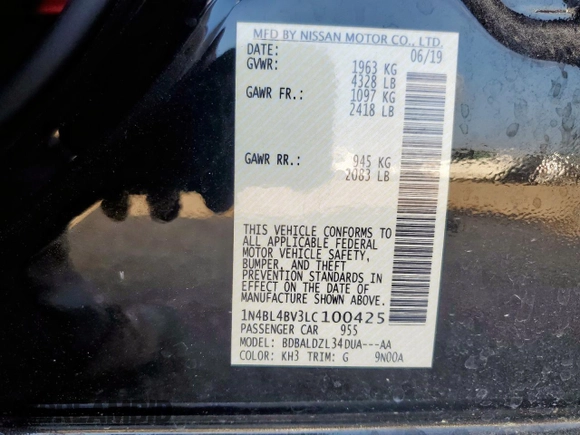 MFD BY NISSAN MOTOR CO., LTD.
DATE: 06/19
GVWR: 1963 KG
4328 LB
GAWR FR.: 1097 KG
2418 LB
GAWR RR.: 945 KG
2083 LB
THIS VEHICLE CONFORMS TO
ALL APPLICABLE FEDERAL
MOTOR VEHICLE SAFETY,
BUMPER, AND THEFT
PREVENTION STANDARDS IN
EFFECT ON THE DATE OF
MANUFACTURE SHOWN ABOVE.
1N4BL4BV3LC100425
PASSENGER CAR 955
MODEL: BDBALDZL34DUA---AA
COLOR: KH3 TRIM: G 9N00A